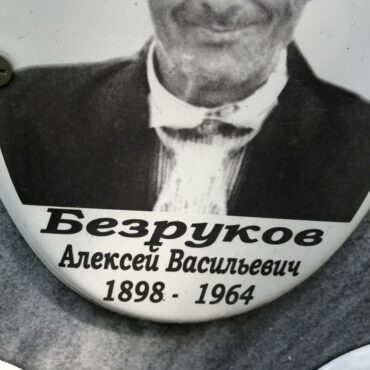 Безруков
Алексей Васильевич
1898 - 1964